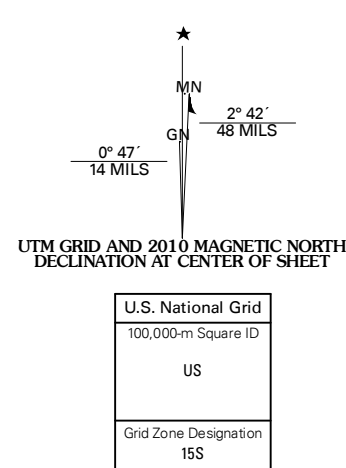 MN
2° 42´
48 MILS
GN
0° 47´
14 MILS
UTM GRID AND 2010 MAGNETIC NORTH
DECLINATION AT CENTER OF SHEET
U.S. National Grid
100,000-m Square ID
US
Grid Zone Designation
15S